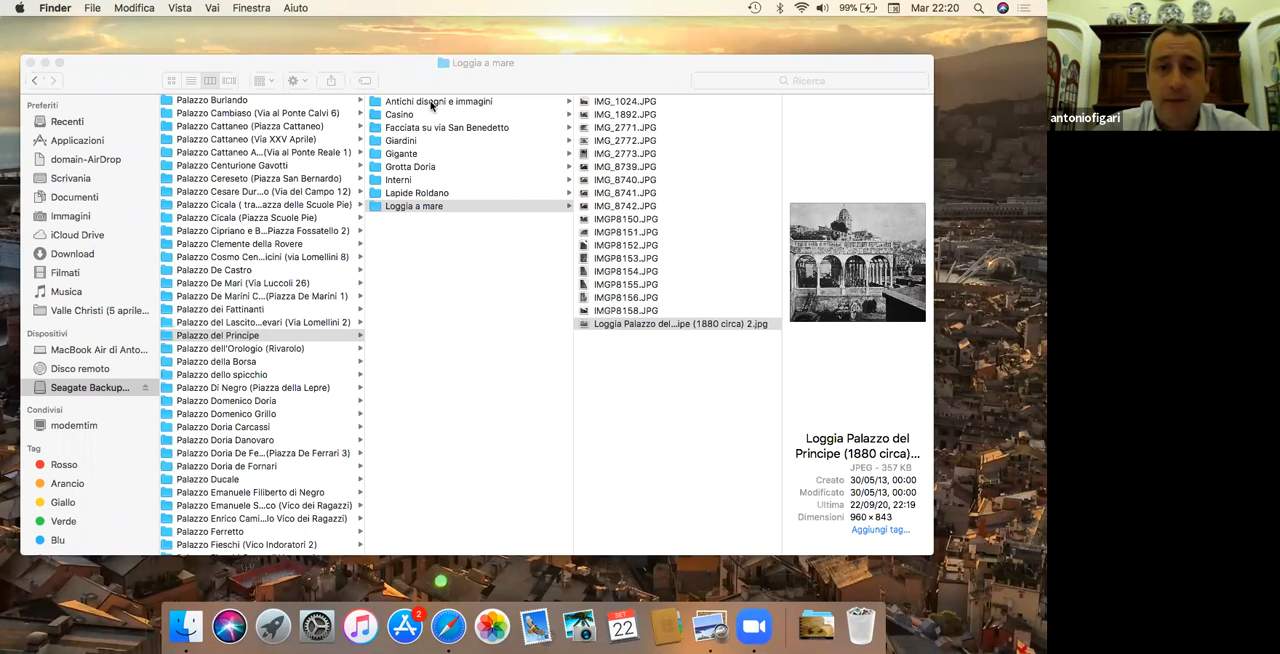 Finder File Modifica Vista Vai Finestra Aiuto 99% Mar 22:20
Loggia a mare
Ricerca
Preferiti
Recenti
Applicazioni
domain-AirDrop
Scrivania
Documenti
Immagini
iCloud Drive
Download
Filmati
Musica
Valle Christi (5 aprile...
Dispositivi
MacBook Air di Anto...
Disco remoto
Seagate Backup...
Condivisi
modemtim
Tag
Rosso
Arancio
Giallo
Verde
Blu
Palazzo Burlando
Palazzo Cambiaso (Via al Ponte Calvi 6)
Palazzo Cattaneo (Piazza Cattaneo)
Palazzo Cattaneo (Via XXV Aprile)
Palazzo Cattaneo A...(Via al Ponte Reale 1)
Palazzo Centurione Gavotti
Palazzo Cereseto (Piazza San Bernardo)
Palazzo Cesare Dur...o (Via del Campo 12)
Palazzo Cicala ( tra...azza delle Scuole Pie)
Palazzo Cicala (Piazza Scuole Pie)
Palazzo Cipriano e B...Piazza Fossatello 2)
Palazzo Clemente della Rovere
Palazzo Cosmo Cen...icini (via Lomellini 8)
Palazzo De Castro
Palazzo De Mari (Via Luccoli 26)
Palazzo De Marini C...(Piazza De Marini 1)
Palazzo dei Fattinanti
Palazzo del Lascito...evari (Via Lomellini 2)
Palazzo del Principe
Palazzo dell'Orologio (Rivarolo)
Palazzo della Borsa
Palazzo dello spicchio
Palazzo Di Negro (Piazza della Lepre)
Palazzo Domenico Doria
Palazzo Domenico Grillo
Palazzo Doria Carcassi
Palazzo Doria Danovaro
Palazzo Doria De Fe...(Piazza De Ferrari 3)
Palazzo Doria de Fornari
Palazzo Ducale
Palazzo Emanuele Filiberto di Negro
Palazzo Emanuele S...co (Vico dei Ragazzi)
Palazzo Enrico Cami...lo Vico dei Ragazzi)
Palazzo Ferretto
Palazzo Fieschi (Vico Indoratori 2)
Antichi disegni e immagini
Casino
Facciata su via San Benedetto
Giardini
Gigante
Grotta Doria
Interni
Lapide Roldano
Loggia a mare
IMG_1024.JPG
IMG_1892.JPG
IMG_2771.JPG
IMG_2772.JPG
IMG_2773.JPG
IMG_8739.JPG
IMG_8740.JPG
IMG_8741.JPG
IMG_8742.JPG
IMGP8150.JPG
IMGP8151.JPG
IMGP8152.JPG
IMGP8153.JPG
IMGP8154.JPG
IMGP8155.JPG
IMGP8156.JPG
IMGP8158.JPG
Loggia Palazzo del...ipe (1880 circa) 2.jpg
Loggia Palazzo del
Principe (1880 circa)...
JPEG - 357 KB
Creato 30/05/13, 00:00
Modificato 30/05/13, 00:00
Ultima 22/09/20, 22:19
Dimensioni 960 × 843
Aggiungi tag...
antoniofigari
2
SET
22